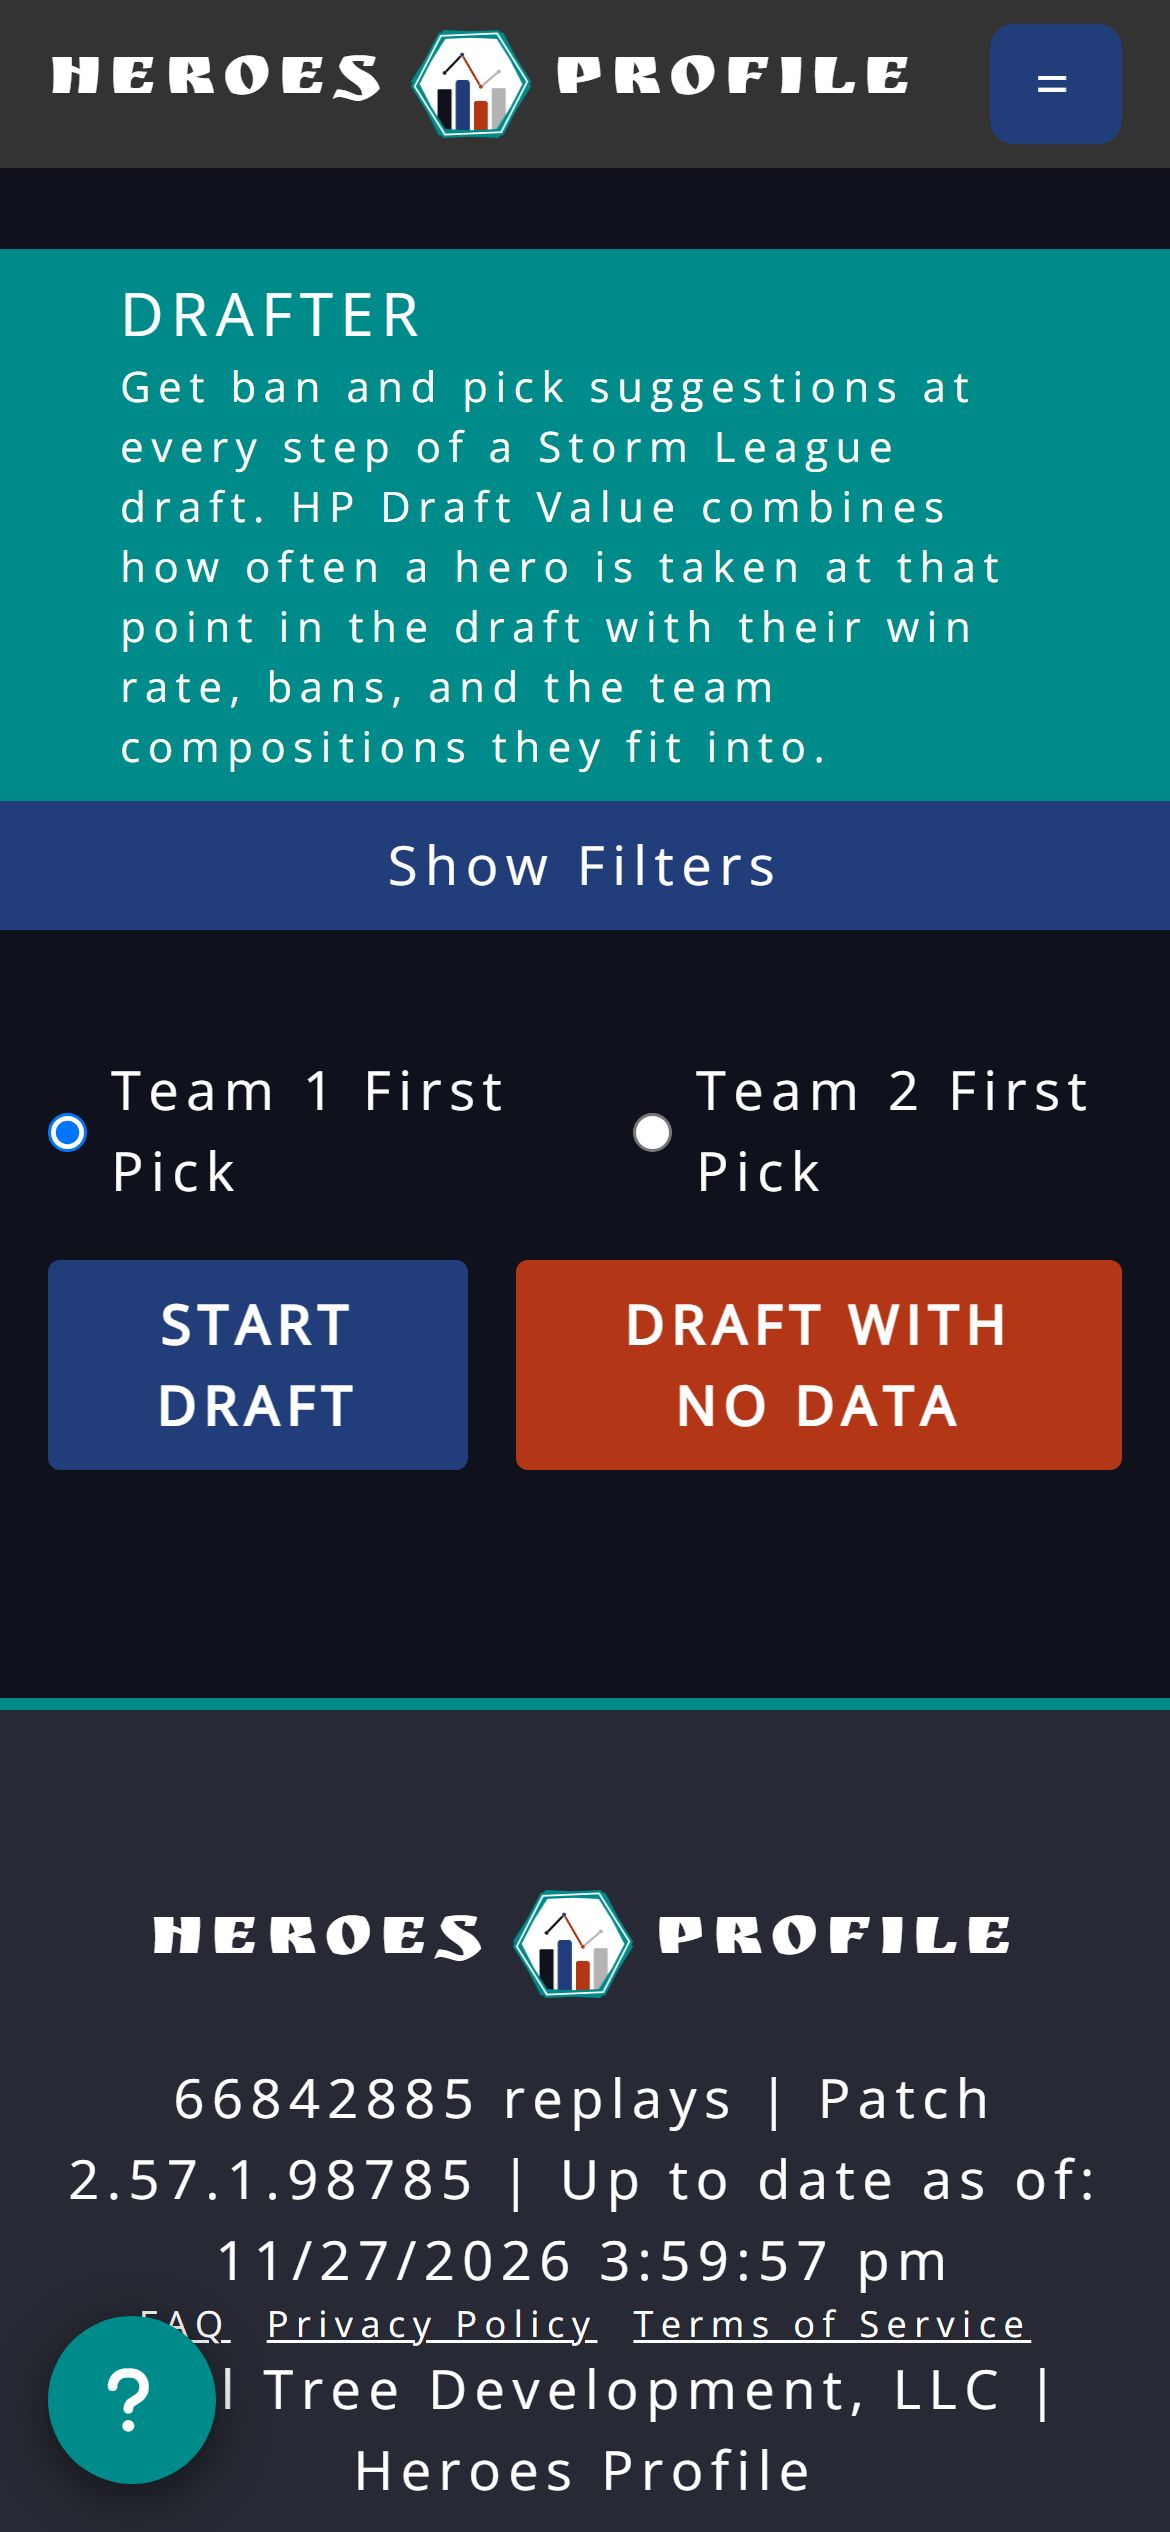 HEROES PROFILE
=
DRAFTER
Get ban and pick suggestions at
every step of a Storm League
draft. HP Draft Value combines
how often a hero is taken at that
point in the draft with their win
rate, bans, and the team
compositions they fit into.
Show Filters
Team 1 First
Pick
Team 2 First
Pick
START
DRAFT
DRAFT WITH
NO DATA
HEROES PROFILE
66842885 replays | Patch
2.57.1.98785 | Up to date as of:
11/27/2026 3:59:57 pm
FAQ Privacy Policy Terms of Service
Tree Development, LLC |
Heroes Profile
?